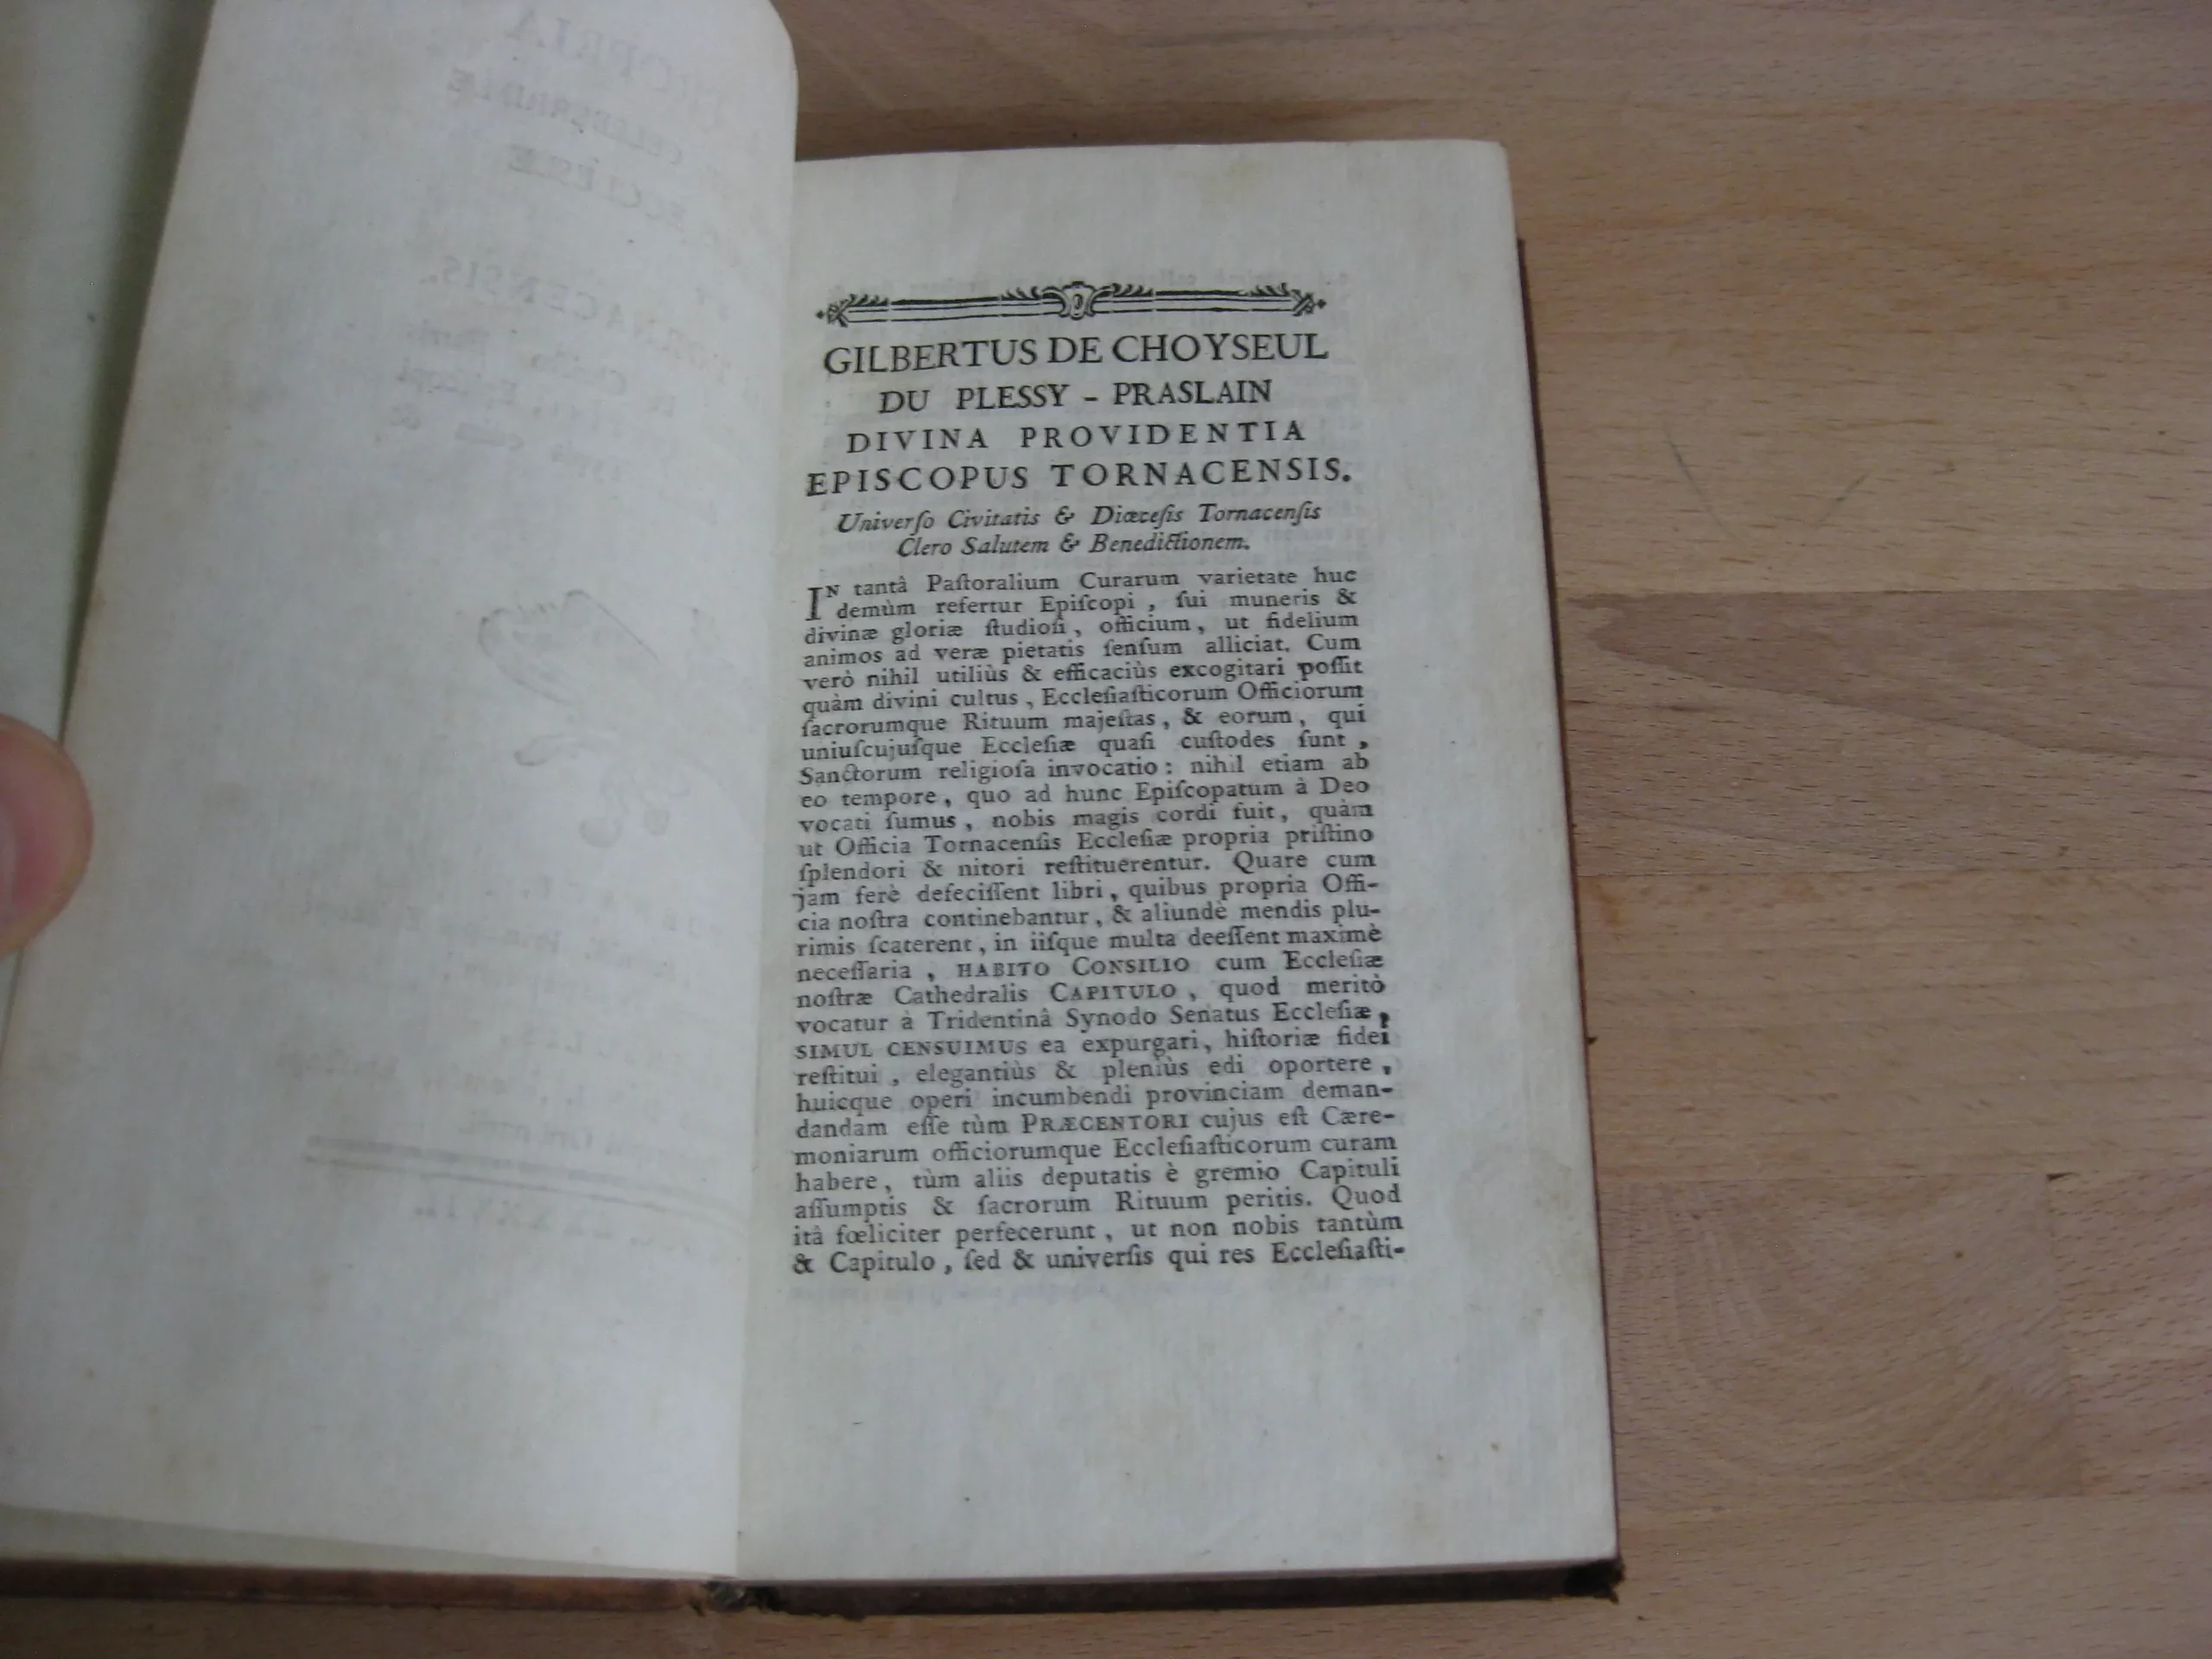 GILBERTUS DE CHOYSEUL
DU PLESSY - PRASLAIN
DIVINA PROVIDENTIA
EPISCOPUS TORNACENSIS.
Univerſo Civitatis & Diœceſis Tornacenſis
Clero Salutem & Benedictionem.
IN tantâ Paſtoralium Curarum varietate huc
demùm refertur Epiſcopi , ſui muneris &
divinæ gloriæ ſtudioſi , officium , ut fidelium
animos ad veræ pietatis ſenſum alliciat. Cum
verò nihil utiliùs & efficaciùs excogitari poſſit
quàm divini cultus , Eccleſiaſticorum Officiorum
ſacrorumque Rituum majeſtas , & eorum , qui
uniuſcujuſque Eccleſiæ quaſi cuſtodes ſunt ,
Sanctorum religioſa invocatio : nihil etiam ab
eo tempore , quo ad hunc Epiſcopatum à Deo
vocati ſumus , nobis magis cordi fuit , quàm
ut Officia Tornacenſis Eccleſiæ propria priſtino
ſplendori & nitori reſtituerentur. Quare cum
jam ferè defeciſſent libri , quibus propria Offi-
cia noſtra continebantur , & aliundè mendis plu-
rimis ſcaterent , in iiſque multa deeſſent maximè
neceſſaria , HABITO CONSILIO cum Eccleſiæ
noſtræ Cathedralis CAPITULO , quod meritò
vocatur à Tridentinâ Synodo Senatus Eccleſiæ ,
SIMUL CENSUIMUS ea expurgari , hiſtoriæ fidei
reſtitui , elegantiùs & pleniùs edi oportere ,
huicque operi incumbendi provinciam deman-
dandam eſſe tùm PRÆCENTORI cujus eſt Cære-
moniarum officiorumque Eccleſiaſticorum curam
habere , tùm aliis deputatis è gremio Capituli
aſſumptis & ſacrorum Rituum peritis. Quod
itâ fœliciter perfecerunt , ut non nobis tantùm
& Capitulo , ſed & univerſis qui res Eccleſiaſti-